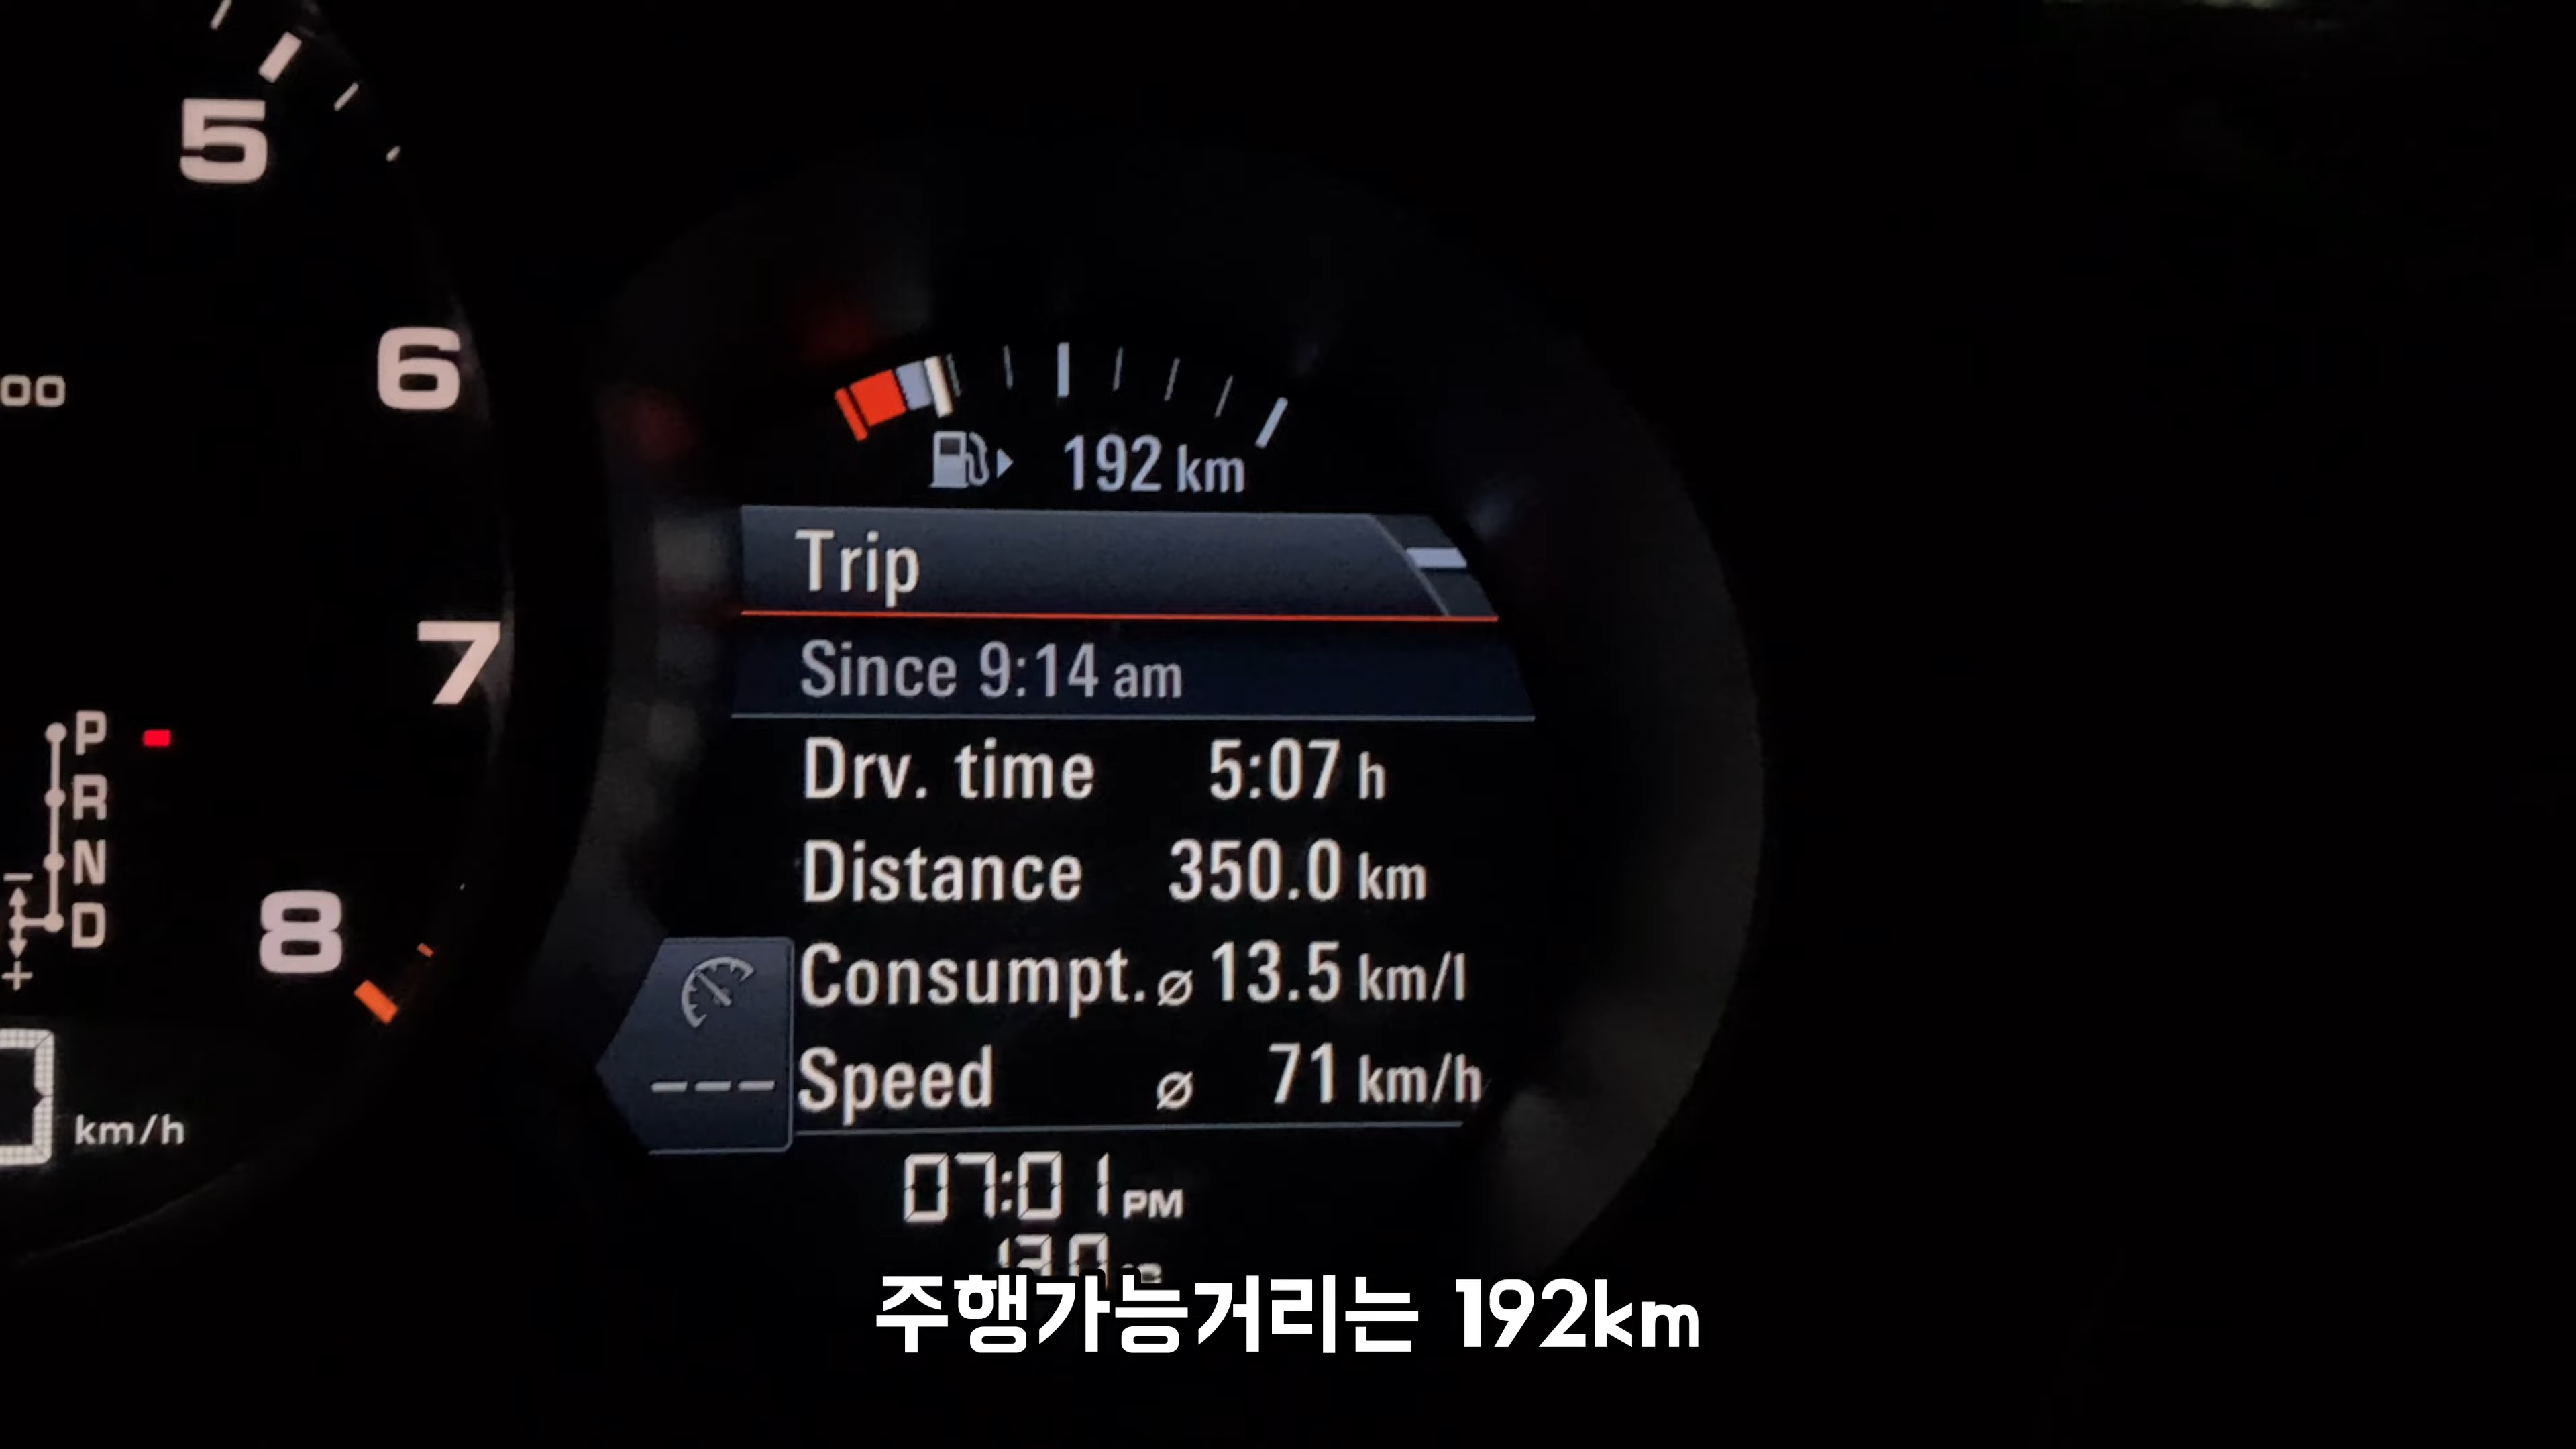 5
6
00
7
8
P
R
N
D
km/h
192 km
Trip
Since 9:14 am
Drv. time 5:07 h
Distance 350.0 km
Consumpt. ø 13.5 km/l
Speed ø 71 km/h
---
07:01 PM
주행가능거리는 192km